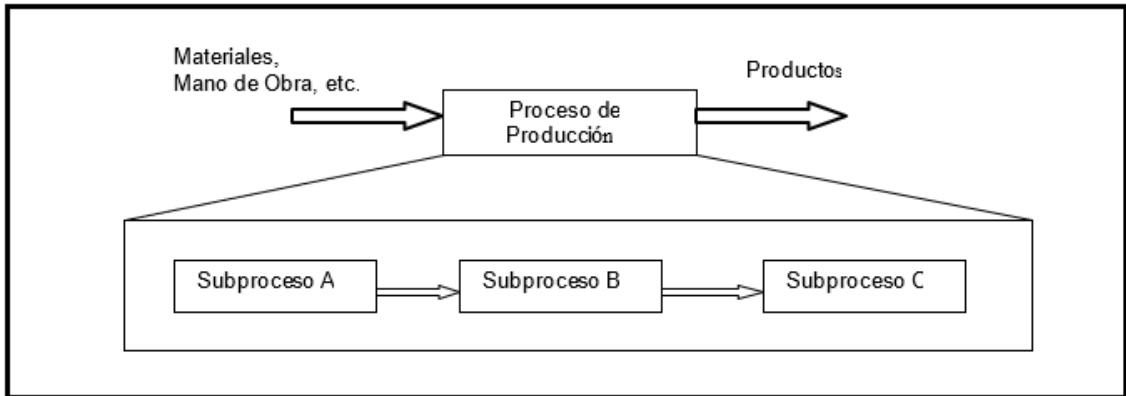 Materiales,
Mano de Obra, etc.
Productos
Proceso de
Producción
Subproceso A
Subproceso B
Subproceso C